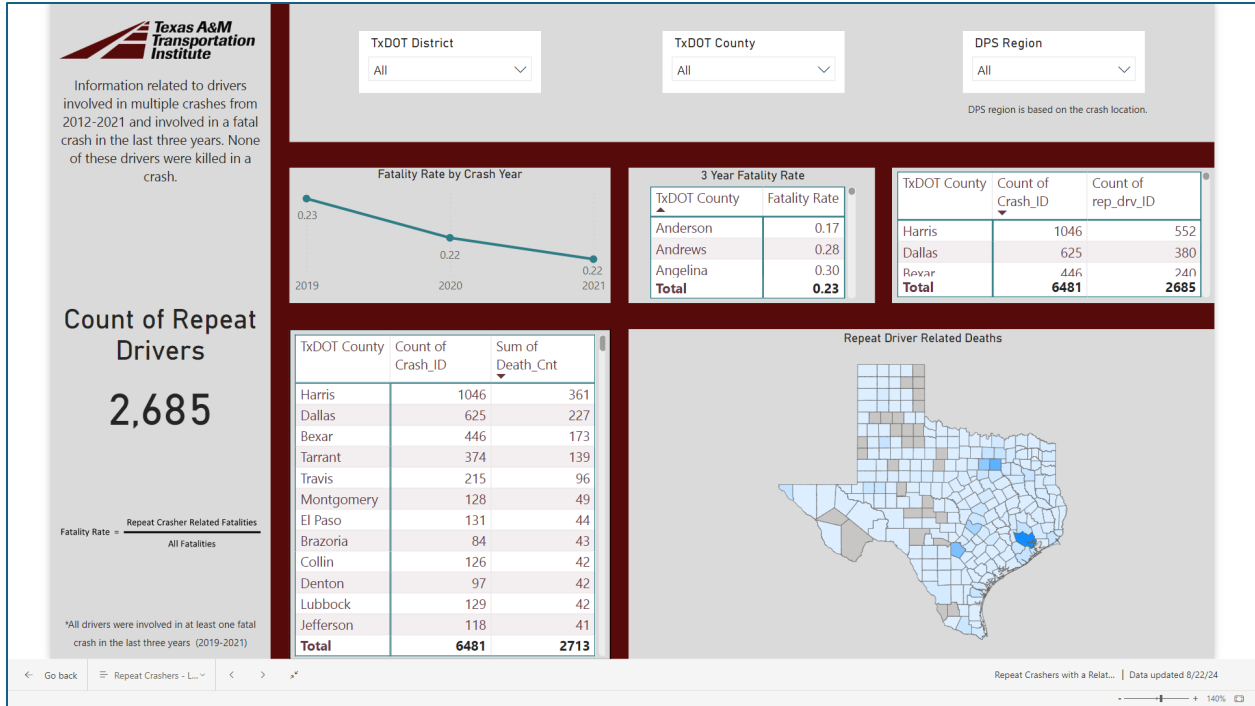 Texas A&M
Transportation
Institute
Information related to drivers
involved in multiple crashes from
2012-2021 and involved in a fatal
crash in the last three years. None
of these drivers were killed in a
crash.
Count of Repeat
Drivers
2,685
Fatality Rate = Repeat Crasher Related Fatalities
All Fatalities
*All drivers were involved in at least one fatal
crash in the last three years (2019-2021)
TxDOT District
All
TxDOT County
All
DPS Region
All
DPS region is based on the crash location.
Fatality Rate by Crash Year
0.23
0.22
0.22
2019 2020 2021
3 Year Fatality Rate
TxDOT County Fatality Rate
Anderson 0.17
Andrews 0.28
Angelina 0.30
Total 0.23
TxDOT County Count of Crash_ID Count of rep_drv_ID
Harris 1046 552
Dallas 625 380
Bexar 446 240
Total 6481 2685
TxDOT County Count of Crash_ID Sum of Death_Cnt
Harris 1046 361
Dallas 625 227
Bexar 446 173
Tarrant 374 139
Travis 215 96
Montgomery 128 49
El Paso 131 44
Brazoria 84 43
Collin 126 42
Denton 97 42
Lubbock 129 42
Jefferson 118 41
Total 6481 2713
Repeat Driver Related Deaths
Go back
Repeat Crashers - L...
Repeat Crashers with a Relat... | Data updated 8/22/24
- + 140%